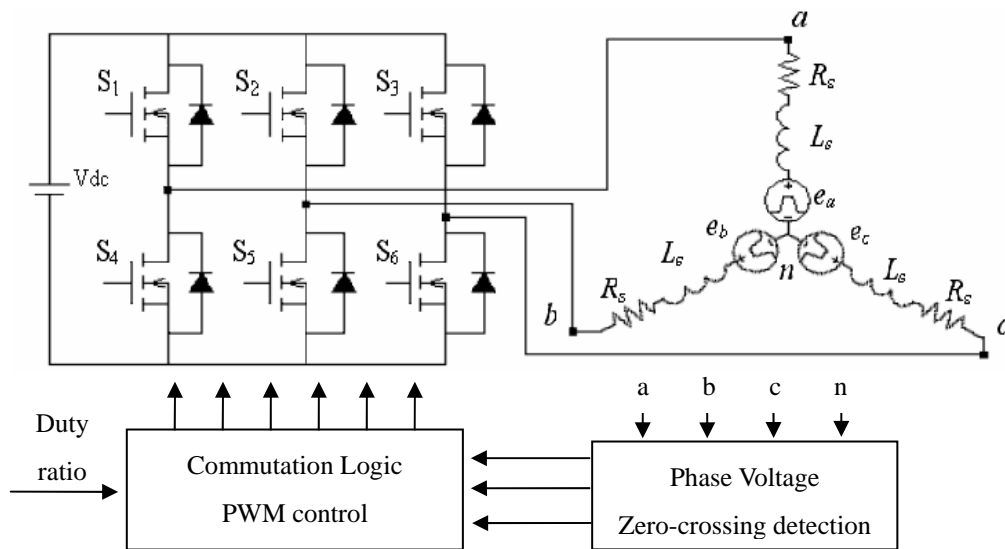 a
S1 S2 S3
Rs
Ls
Vdc
ea
eb ec
S4 S5 S6
Ls n Ls
Rs Rs
b c
a b c n
Duty
ratio
Commutation Logic
PWM control
Phase Voltage
Zero-crossing detection